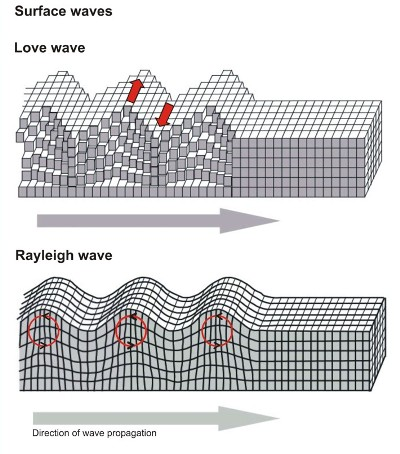 Surface waves
Love wave
Rayleigh wave
Direction of wave propagation